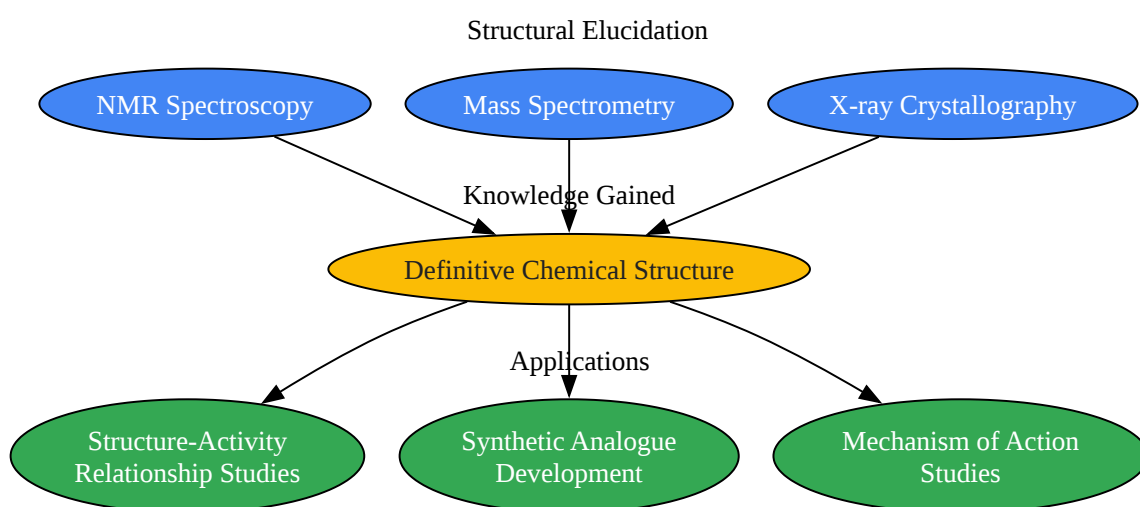 Structural Elucidation
NMR Spectroscopy
Mass Spectrometry
X-ray Crystallography
Knowledge Gained
Definitive Chemical Structure
Applications
Structure-Activity
Relationship Studies
Synthetic Analogue
Development
Mechanism of Action
Studies